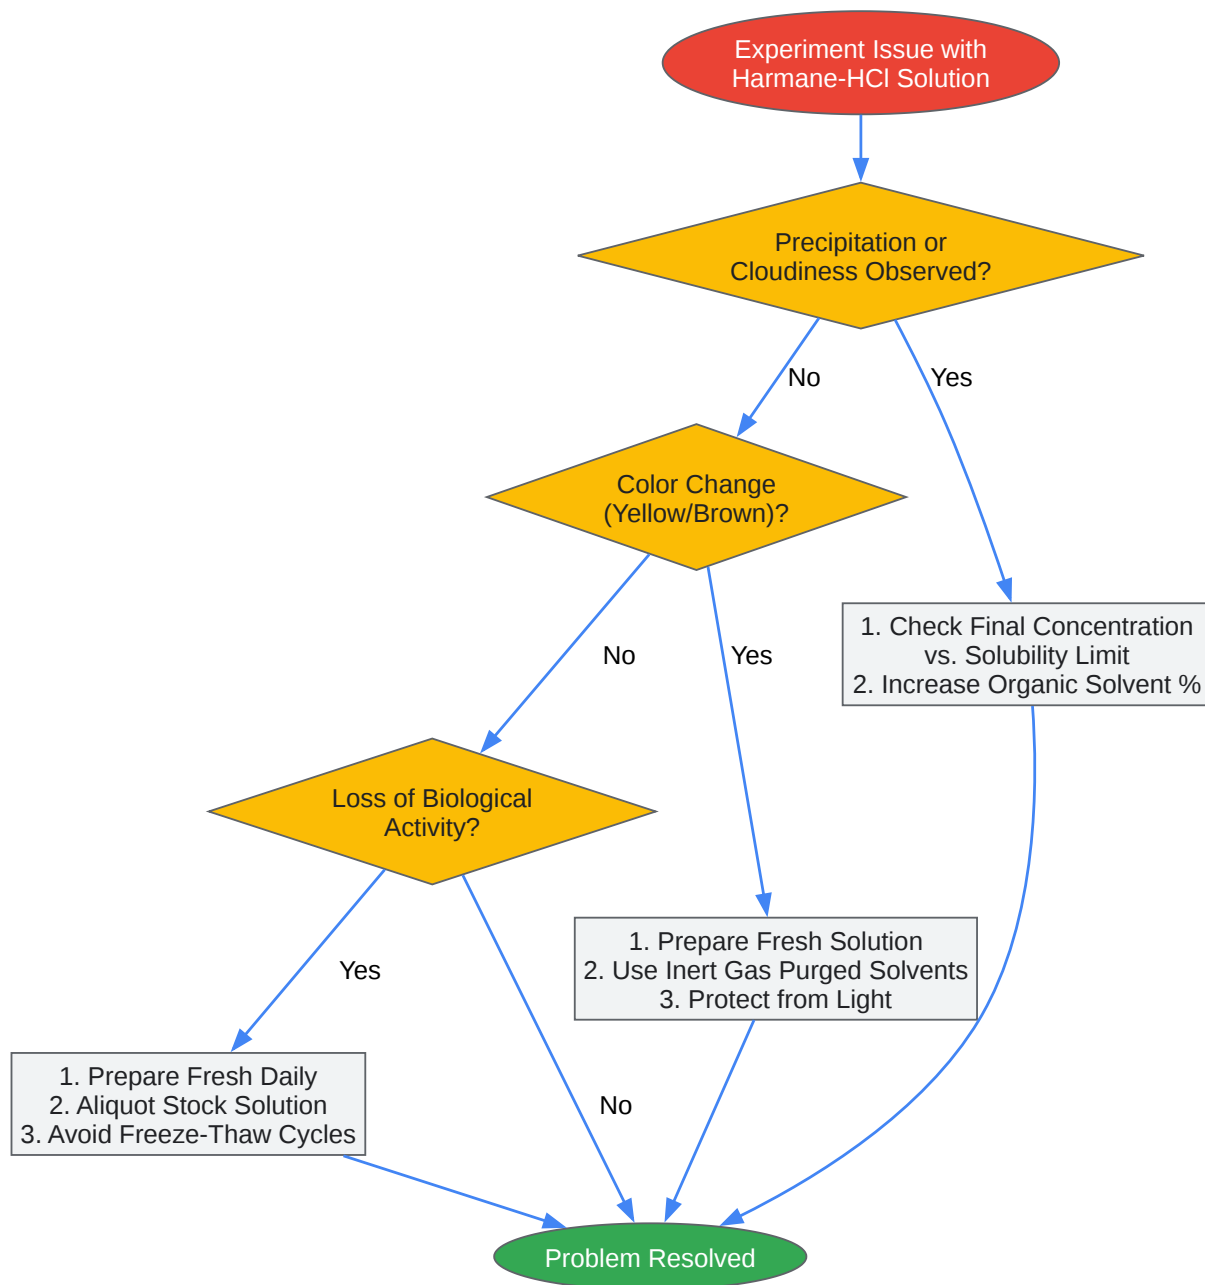 Experiment Issue with
Harmane-HCl Solution
Precipitation or
Cloudiness Observed?
No
Yes
Color Change
(Yellow/Brown)?
No
Yes
1. Check Final Concentration
vs. Solubility Limit
2. Increase Organic Solvent %
Loss of Biological
Activity?
Yes
No
1. Prepare Fresh Solution
2. Use Inert Gas Purged Solvents
3. Protect from Light
1. Prepare Fresh Daily
2. Aliquot Stock Solution
3. Avoid Freeze-Thaw Cycles
Problem Resolved